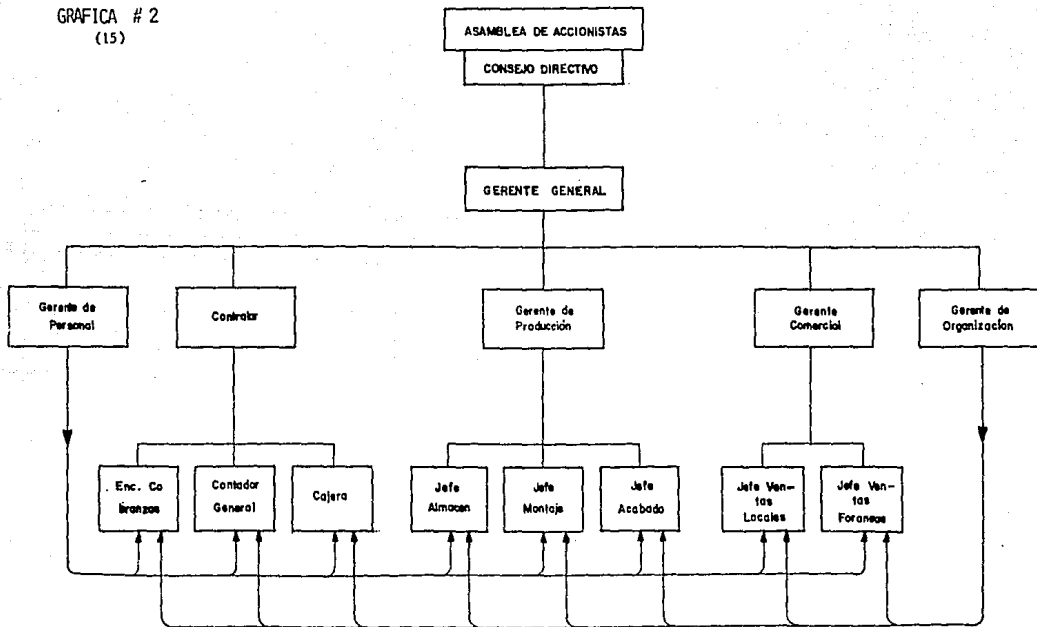 GRAFICA # 2
(15)
ASAMBLEA DE ACCIONISTAS
CONSEJO DIRECTIVO
GERENTE GENERAL
Gerente de
Personal
Contralor
Gerente de
Producción
Gerente
Comercial
Gerente de
Organizacion
Enc. Co
branzas
Contador
General
Cajera
Jefe
Almacen
Jefe
Montaje
Jefe
Acabado
Jefe Ven-
tas
Locales
Jefe Ven-
tas
Foraneas